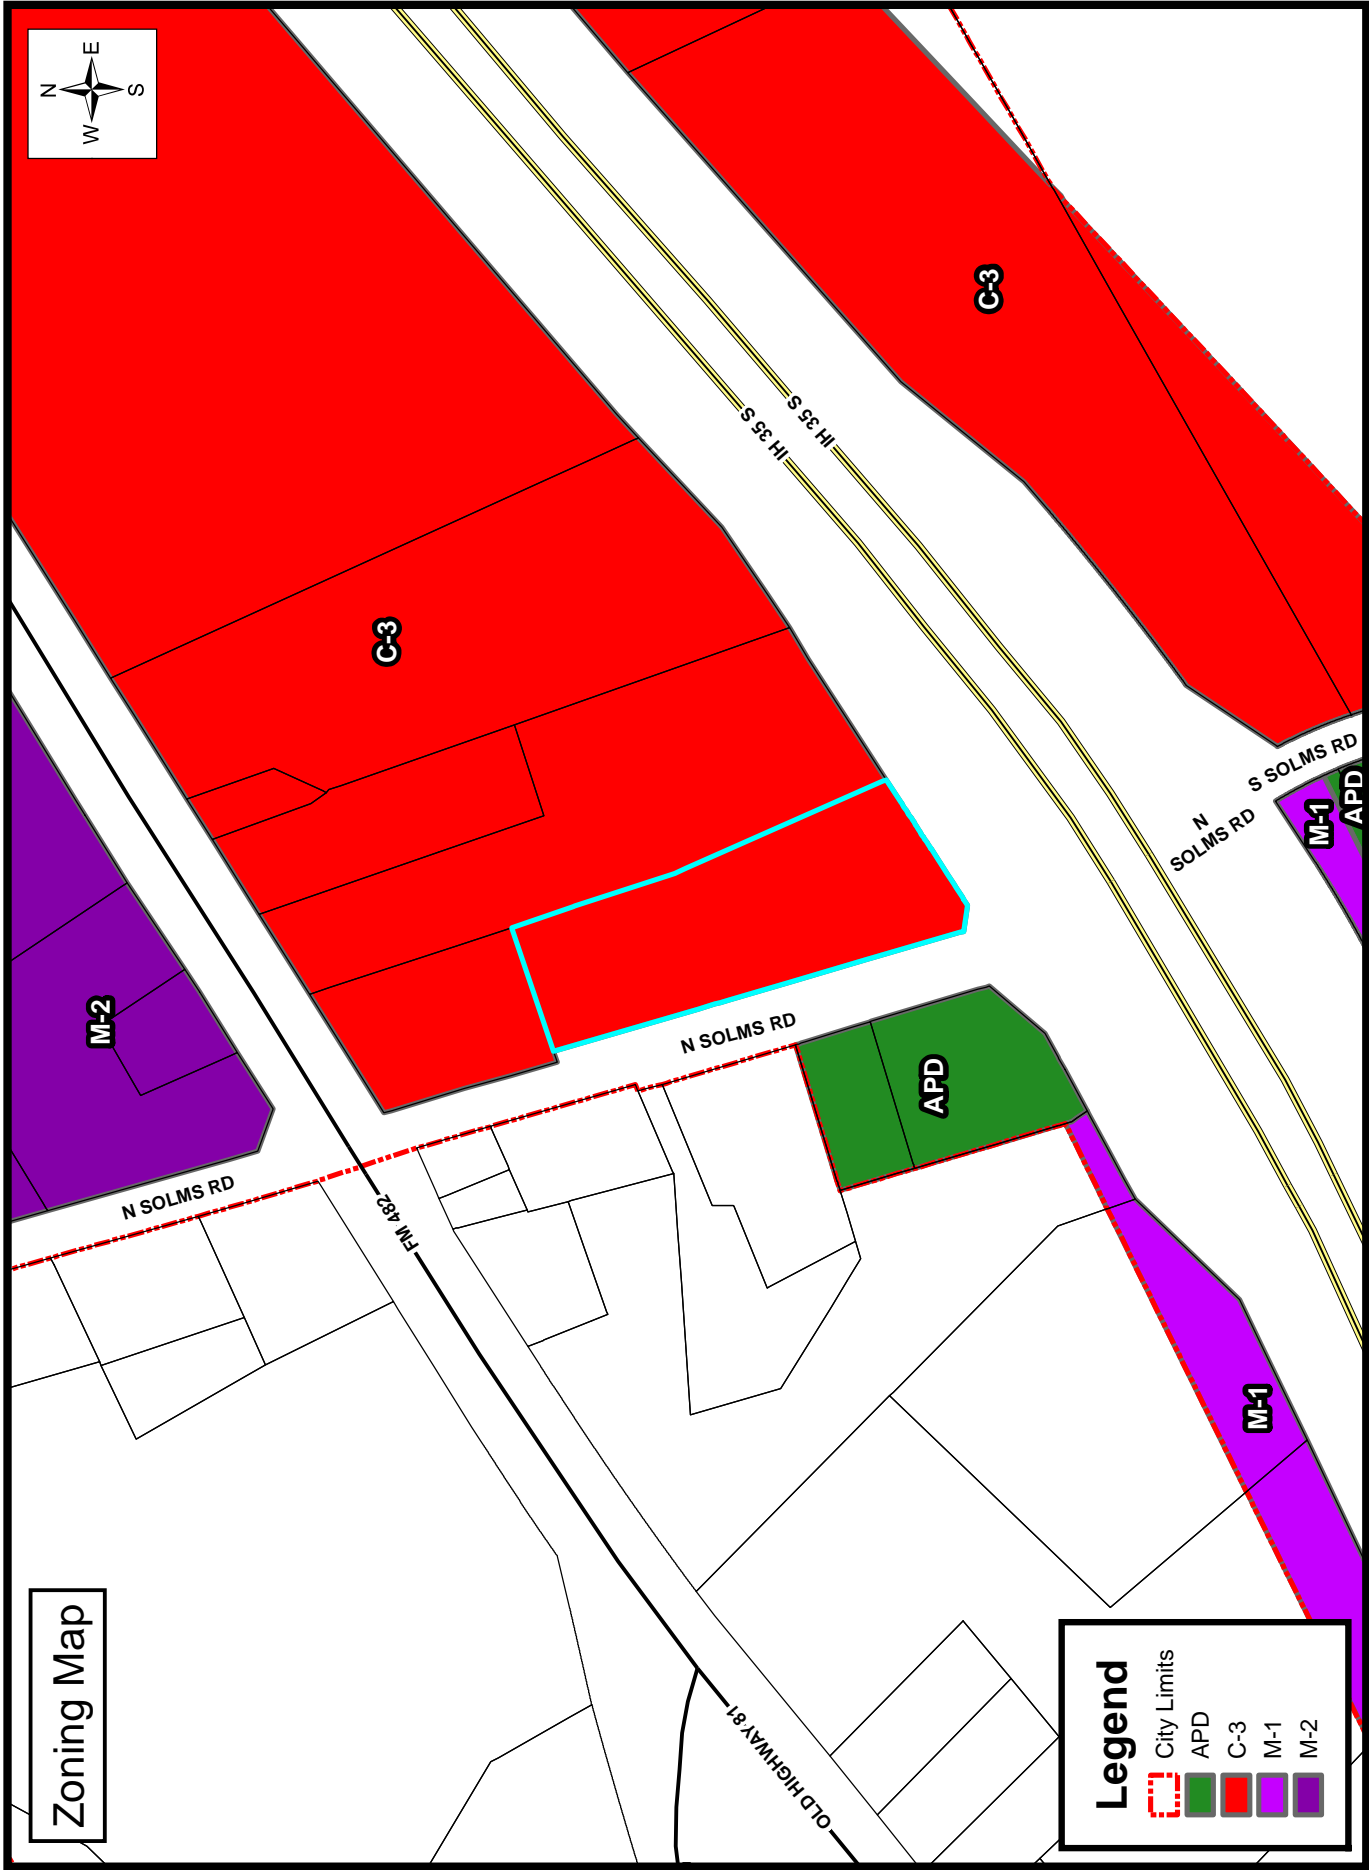 Zoning Map
N
W
E
S
M-2
N SOLMS RD
FM 482
C-3
N SOLMS RD
APD
IH 35 S
IH 35 S
C-3
OLD HIGHWAY 81
M-1
N
SOLMS RD
S SOLMS RD
M-1
APD
Legend
City Limits
APD
C-3
M-1
M-2